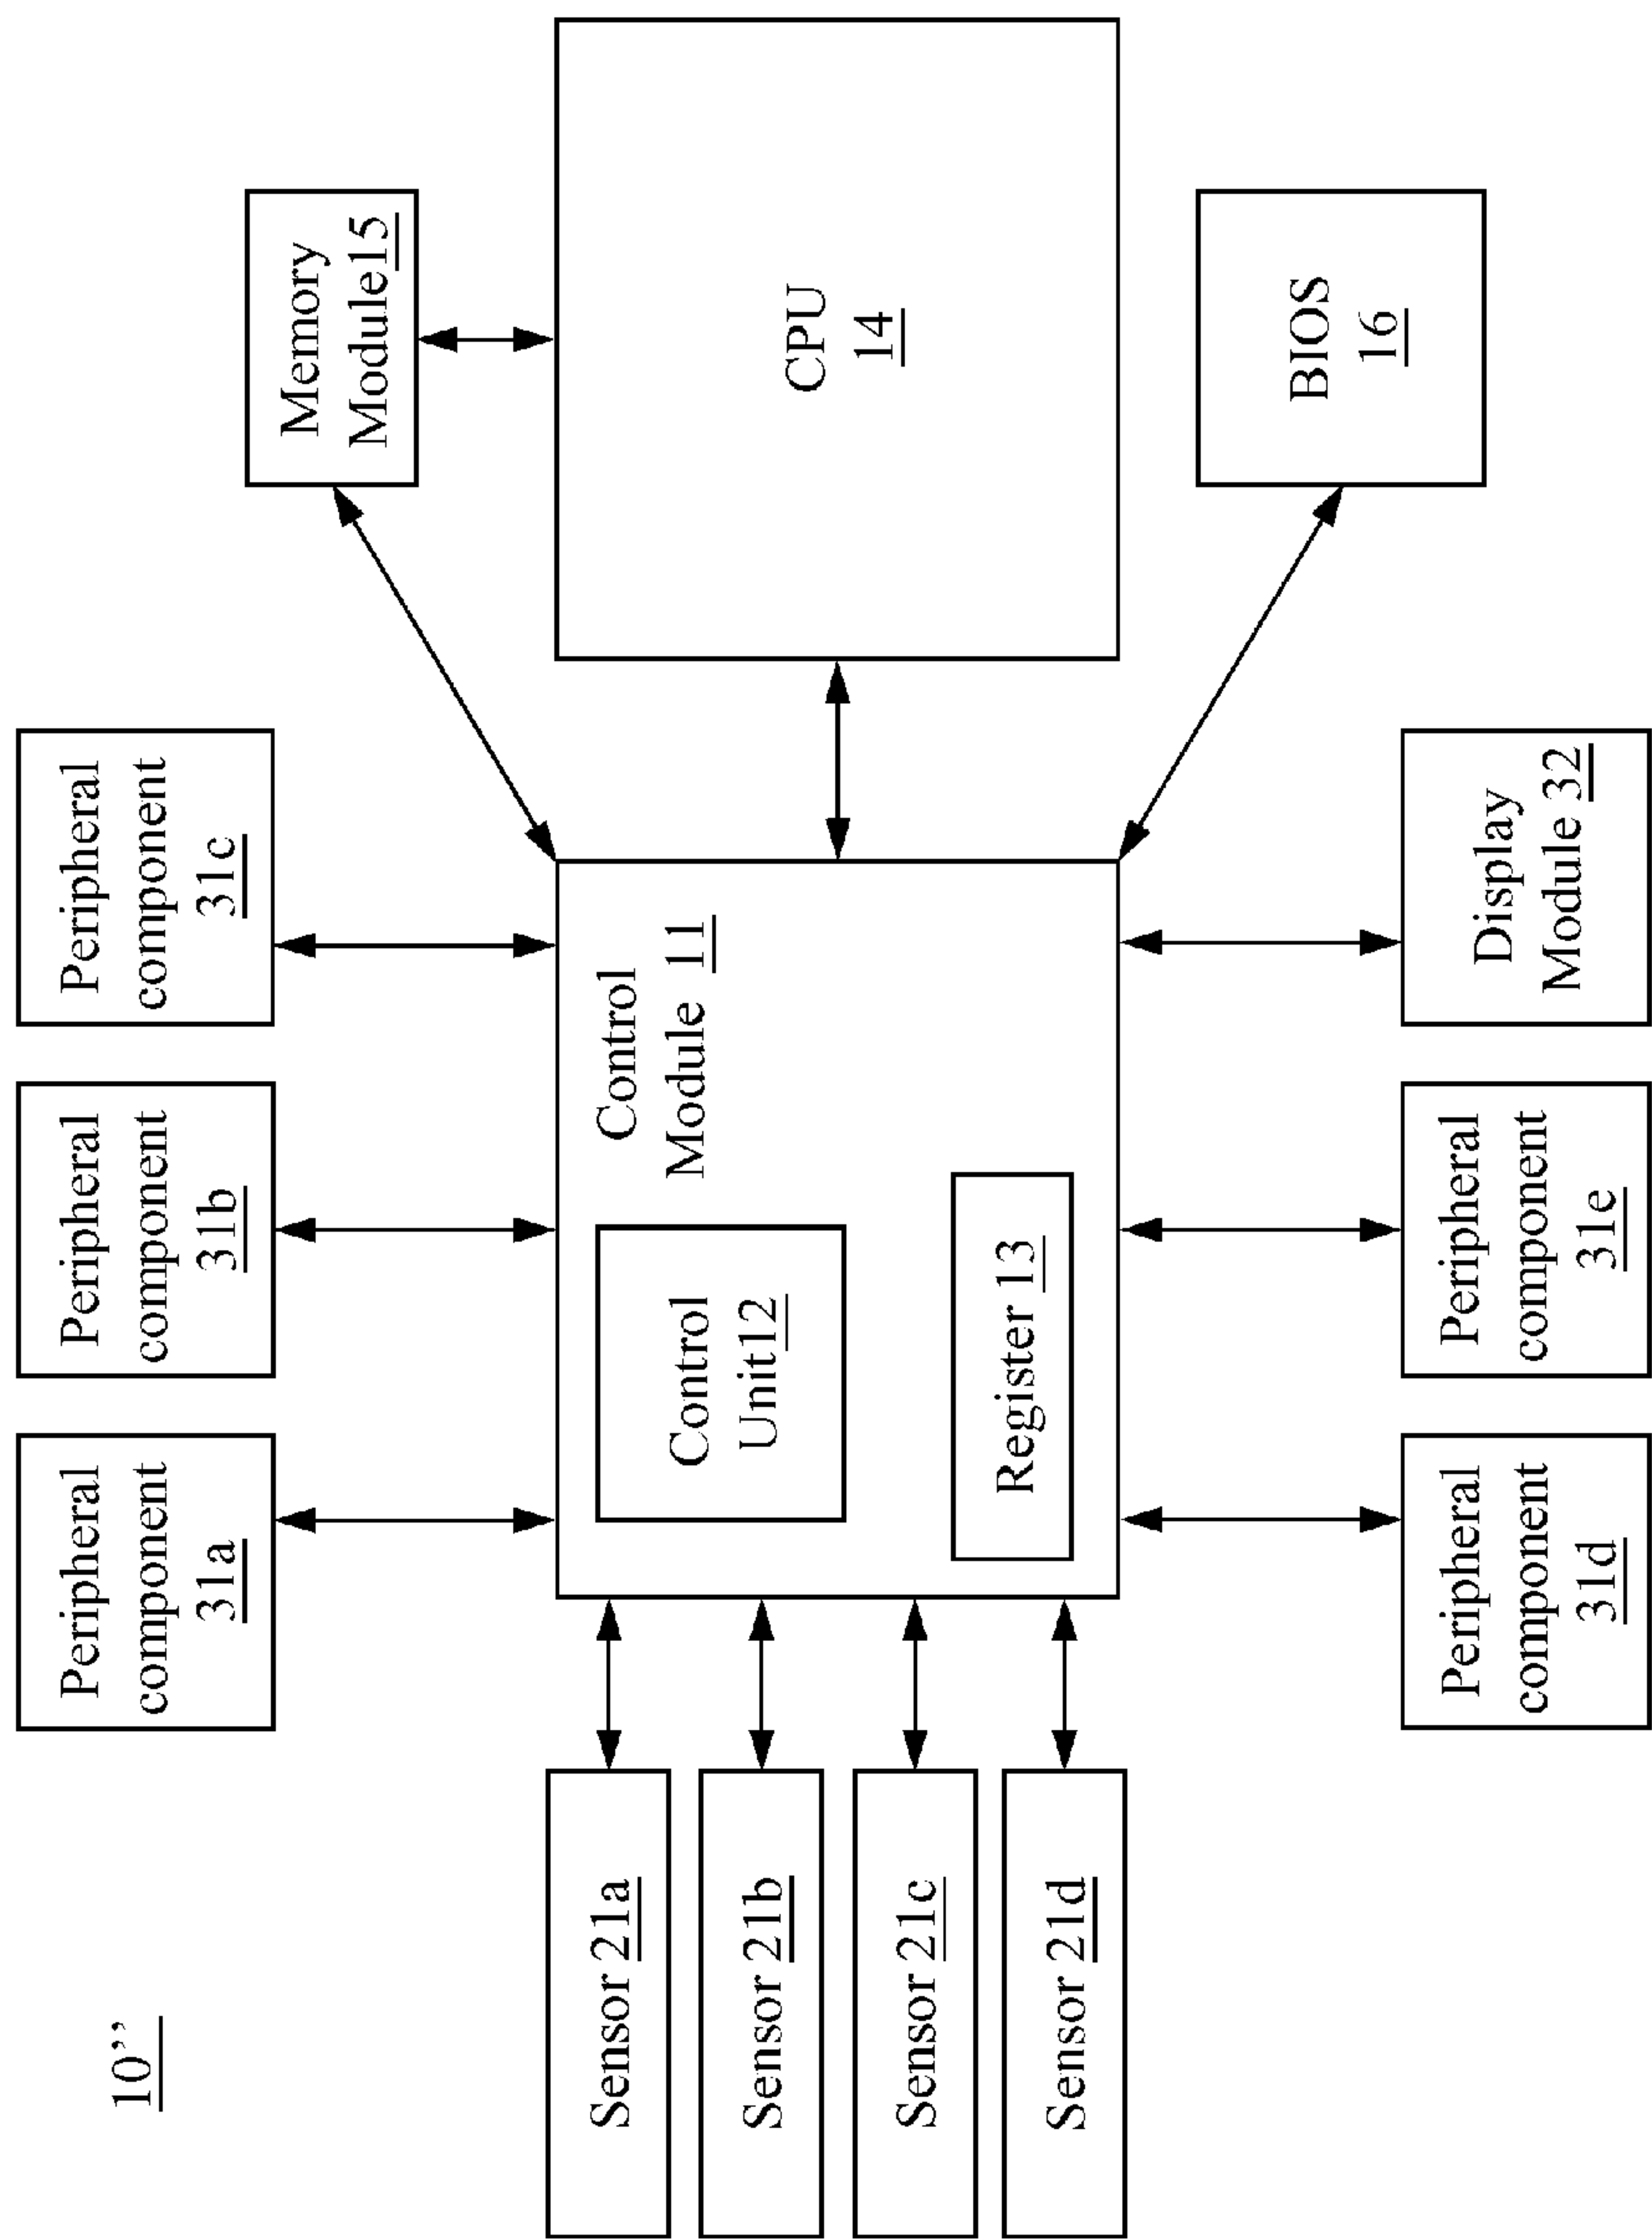 10’’
Peripheral
component
31a
Peripheral
component
31b
Peripheral
component
31c
Memory
Module15
Sensor 21a
Sensor 21b
Sensor 21c
Sensor 21d
Control
Module 11
Control
Unit12
Register 13
CPU
14
BIOS
16
Peripheral
component
31d
Peripheral
component
31e
Display
Module 32